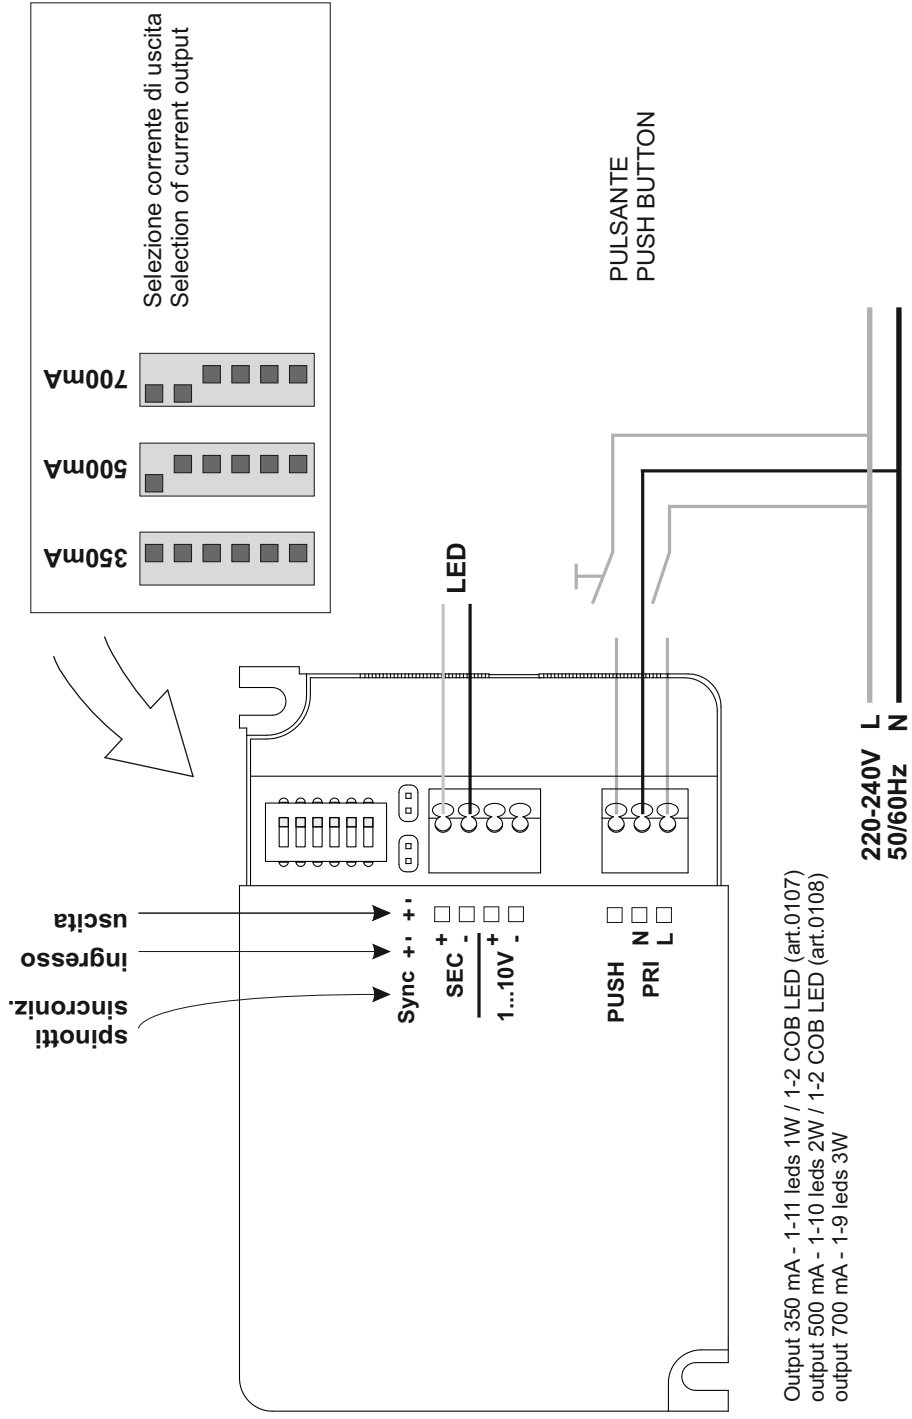 Selezione corrente di uscita
Selection of current output
350mA
500mA
700mA
LED
PULSANTE
PUSH BUTTON
spinotti
sincroniz.
ingresso
uscita
Sync + - + -
SEC + -
1...10V + -
PUSH
PRI N L
220-240V L
50/60Hz N
Output 350 mA - 1-11 leds 1W / 1-2 COB LED (art.0107)
output 500 mA - 1-10 leds 2W / 1-2 COB LED (art.0108)
output 700 mA - 1-9 leds 3W